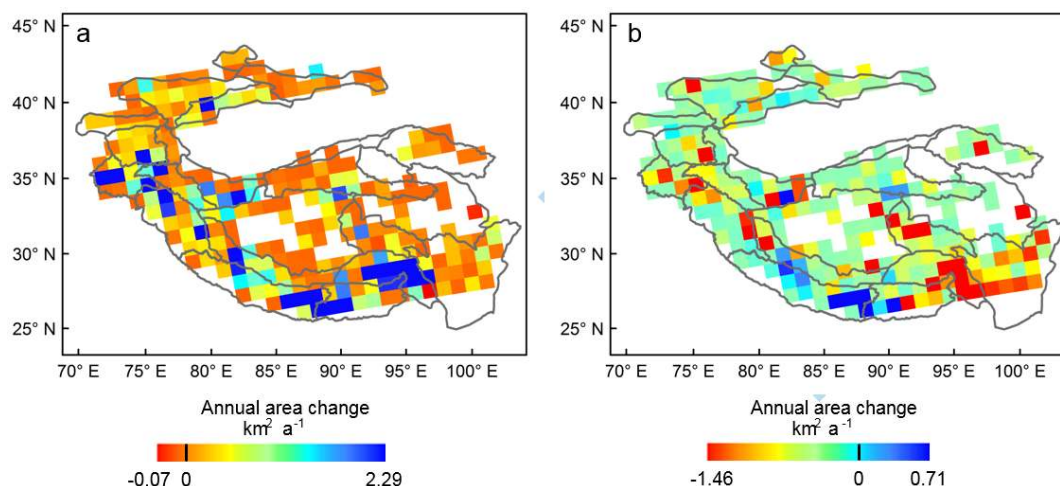 a
45° N
40° N
35° N
30° N
25° N
70° E 75° E 80° E 85° E 90° E 95° E 100° E
Annual area change
km² a⁻¹
-0.07 0 2.29
b
45° N
40° N
35° N
30° N
25° N
70° E 75° E 80° E 85° E 90° E 95° E 100° E
Annual area change
km² a⁻¹
-1.46 0 0.71